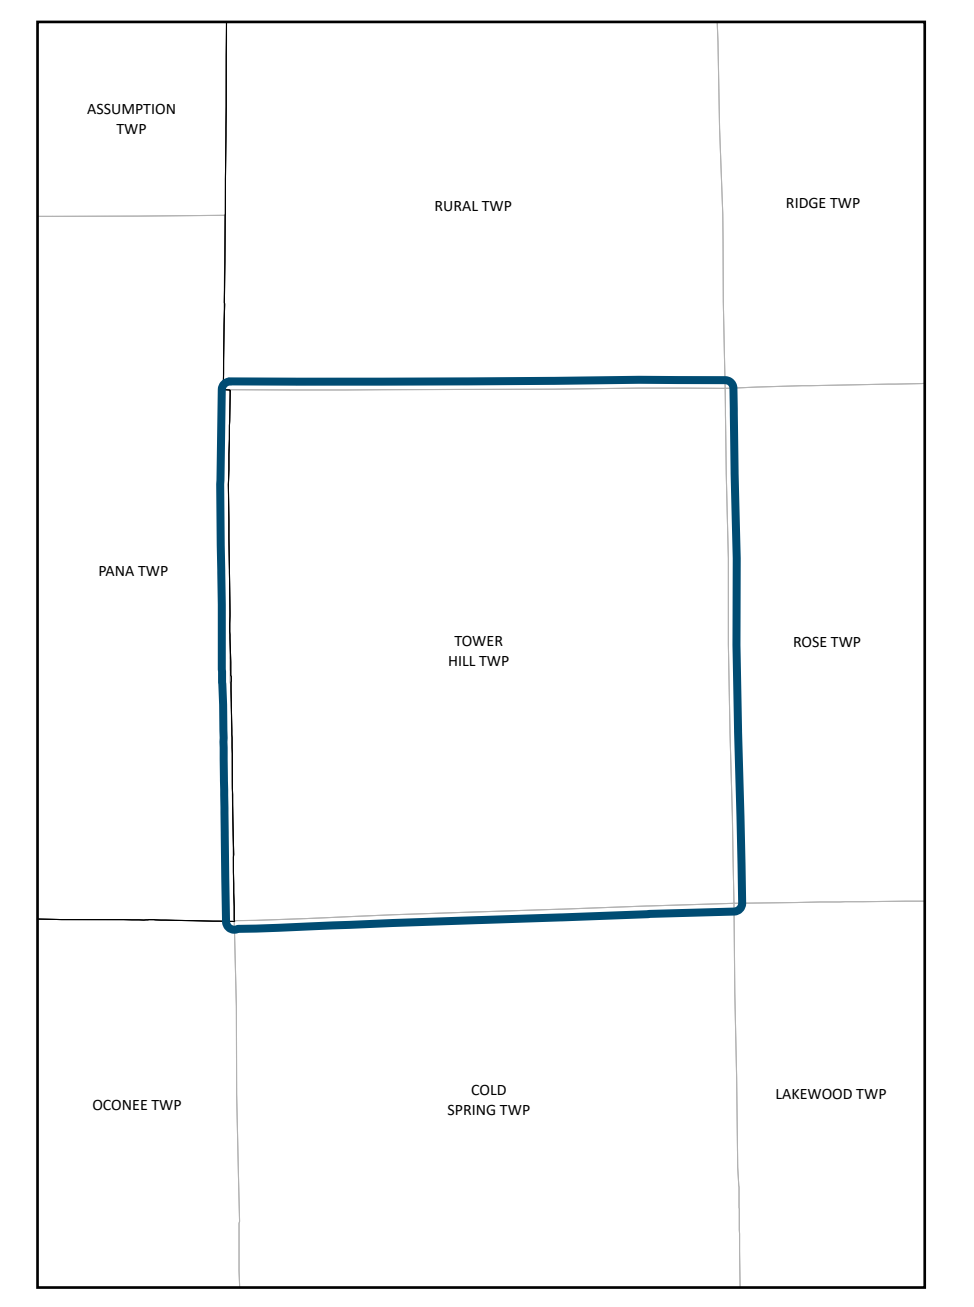 ASSUMPTION
TWP
RURAL TWP
RIDGE TWP
PANA TWP
TOWER
HILL TWP
ROSE TWP
OCONEE TWP
COLD
SPRING TWP
LAKEWOOD TWP